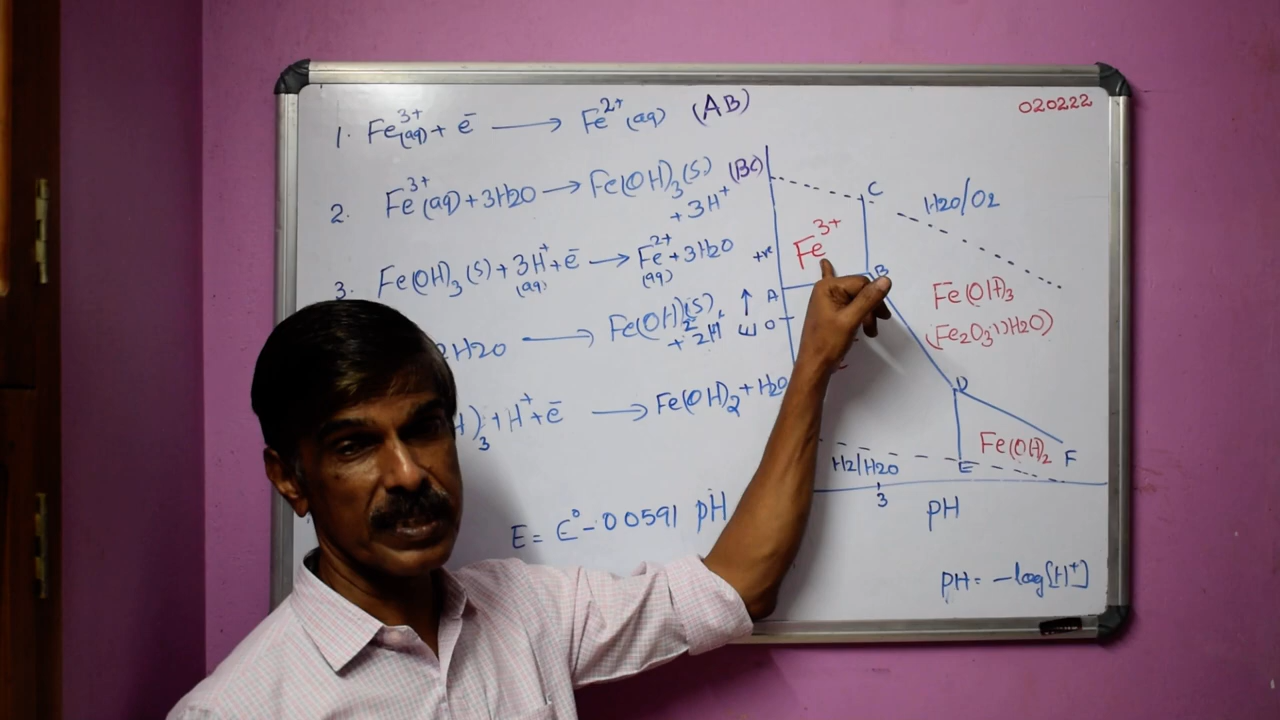 020222
1. Fe3+(aq) + e- → Fe2+(aq) (AB)
2. Fe3+(aq) + 3H2O → Fe(OH)3(S) + 3H+ (BC)
3. Fe(OH)3(S) + 3H+(aq) + e- → Fe2+(aq) + 3H2O
2H2O → Fe(OH)2(S) + 2H+
H)3 + H+ + e- → Fe(OH)2 + H2O
E = E° - 0.0591 pH
C
H2O/O2
Fe3+
+ve
B
A
Fe(OH)3
O
E
D
Fe(OH)2
F
H2/H2O
E
3
PH
PH = -log[H+]